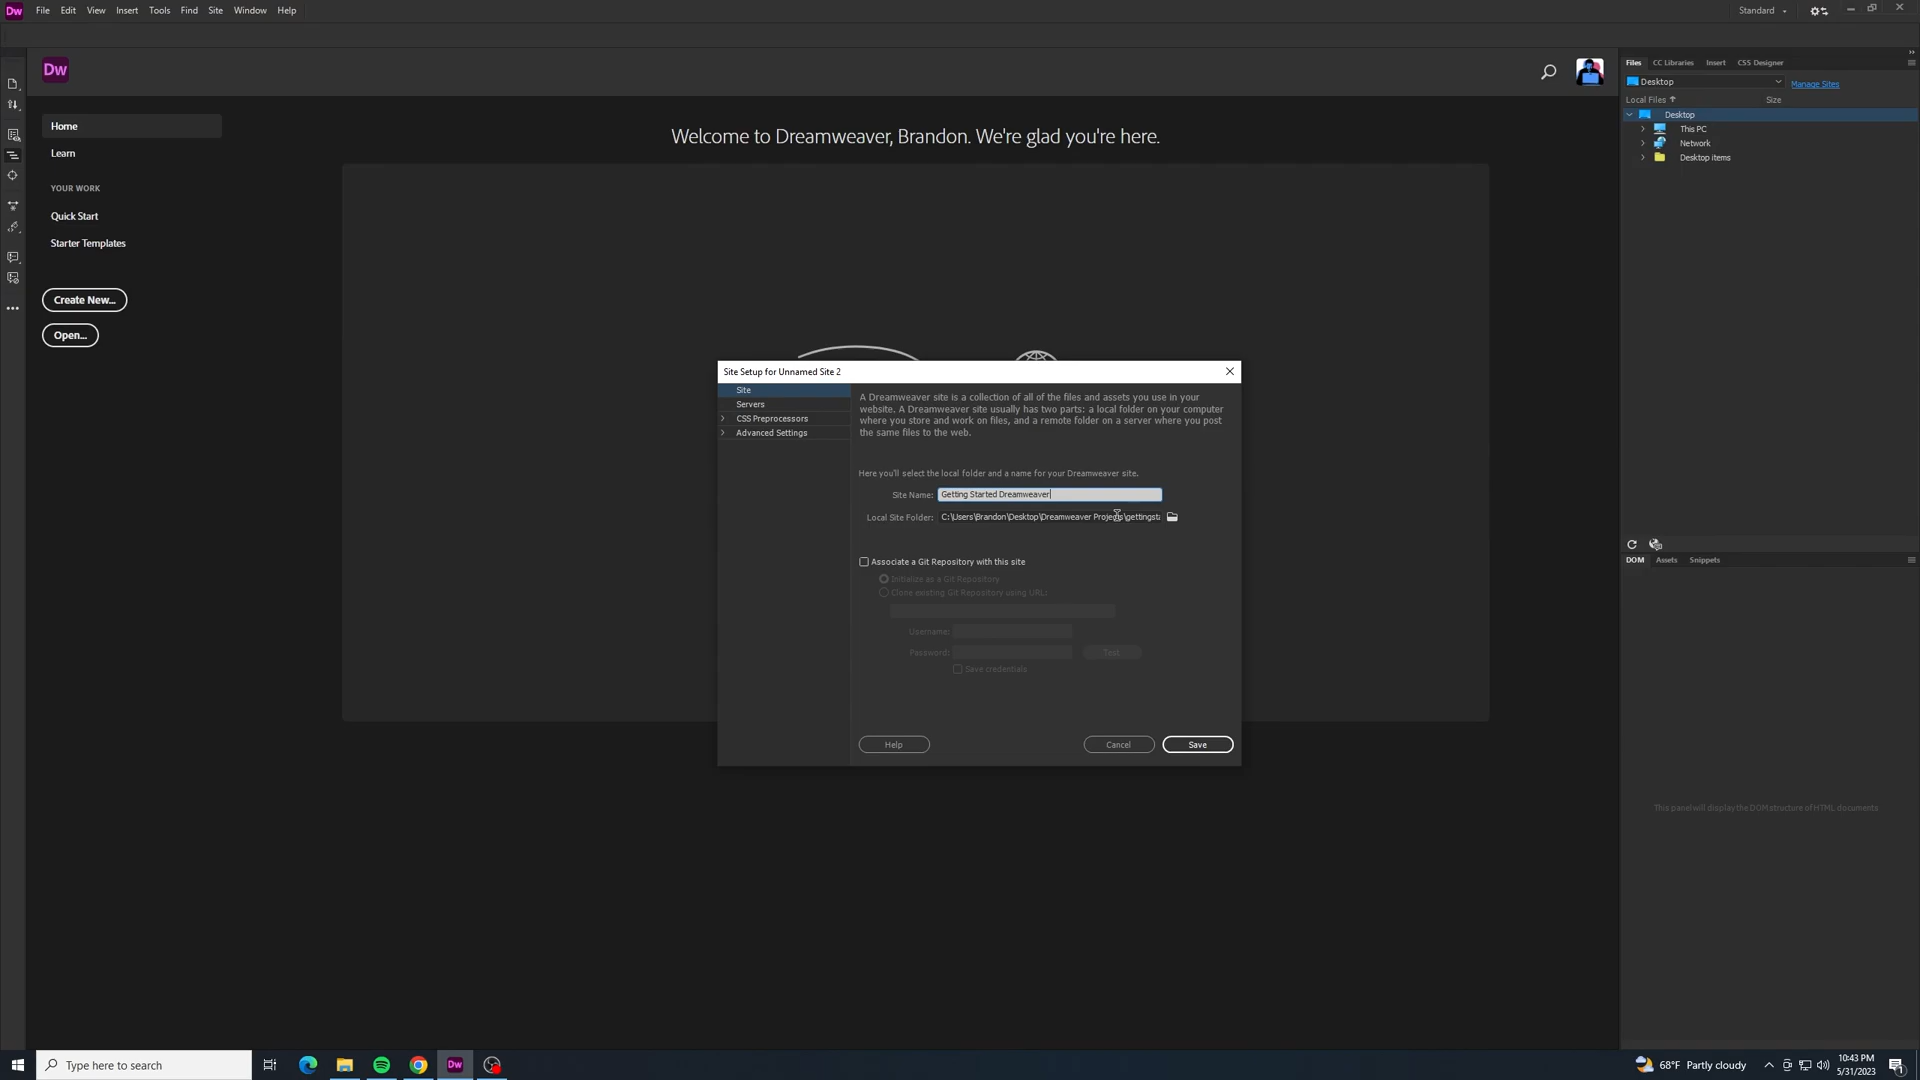 Dw File Edit View Insert Tools Find Site Window Help
Standard
Dw
Files CC Libraries Insert CSS Designer
Desktop Manage Sites
Local Files Size
Desktop
This PC
Network
Desktop items
Home
Learn
YOUR WORK
Quick Start
Starter Templates
Create New...
Open...
Welcome to Dreamweaver, Brandon. We're glad you're here.
Site Setup for Unnamed Site 2
Site
Servers
CSS Preprocessors
Advanced Settings
A Dreamweaver site is a collection of all of the files and assets you use in your
website. A Dreamweaver site usually has two parts: a local folder on your computer
where you store and work on files, and a remote folder on a server where you post
the same files to the web.
Here you'll select the local folder and a name for your Dreamweaver site.
Site Name: Getting Started Dreamweaver
Local Site Folder: C:\Users\Brandon\Desktop\Dreamweaver Projects\gettingsta
Associate a Git Repository with this site
Initialize as a Git Repository
Clone existing Git Repository using URL:
Username:
Password: Test
Save credentials
Help Cancel Save
DOM Assets Snippets
This panel will display the DOM structure of HTML documents
Type here to search
Dw
68°F Partly cloudy
10:43 PM
5/31/2023